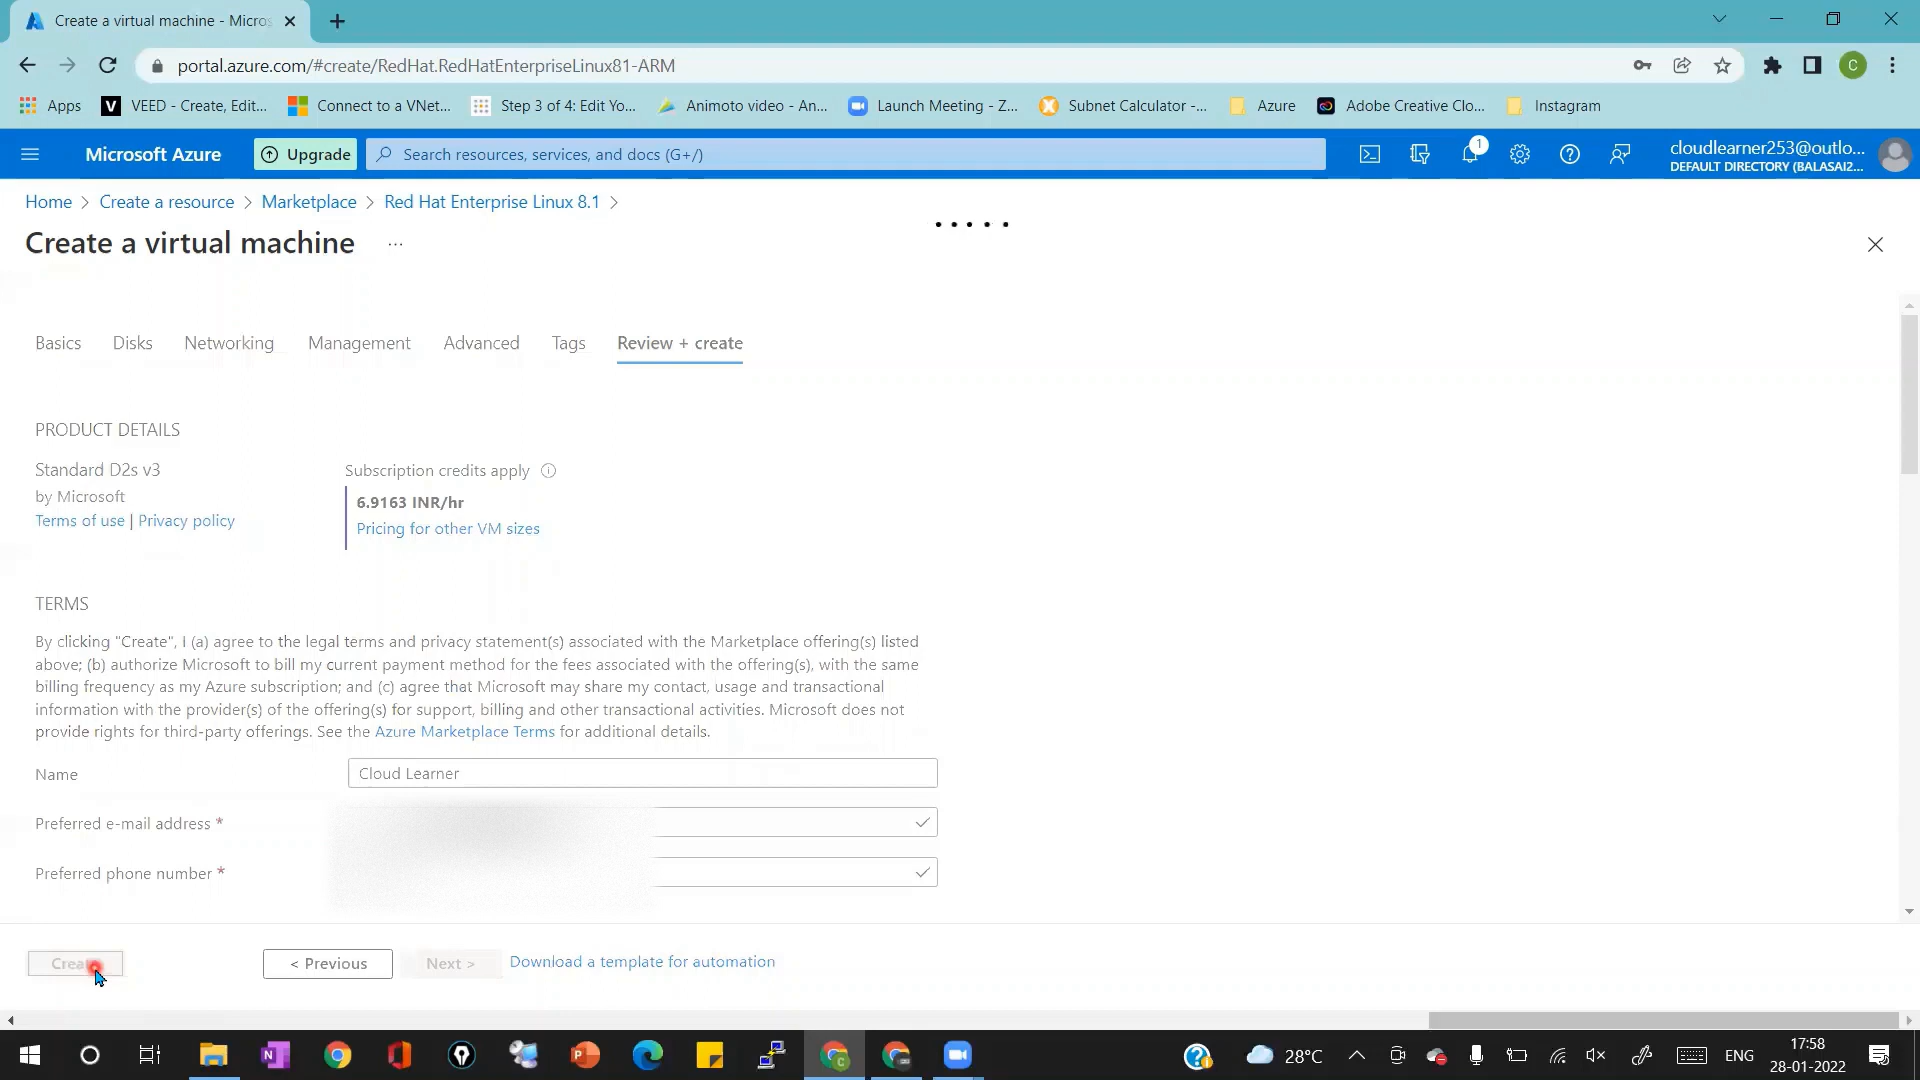 Create a virtual machine - Micros
portal.azure.com/#create/RedHat.RedHatEnterpriseLinux81-ARM
C
Apps
V VEED - Create, Edit...
Connect to a VNet...
Step 3 of 4: Edit Yo...
Animoto video - An...
Launch Meeting - Z...
Subnet Calculator -...
Azure
Adobe Creative Clo...
Instagram
Microsoft Azure
Upgrade
Search resources, services, and docs (G+/)
1
cloudlearner253@outlo...
DEFAULT DIRECTORY (BALASAI2...
Home > Create a resource > Marketplace > Red Hat Enterprise Linux 8.1 >
Create a virtual machine ...
Basics Disks Networking Management Advanced Tags Review + create
PRODUCT DETAILS
Standard D2s v3
by Microsoft
Terms of use | Privacy policy
Subscription credits apply
6.9163 INR/hr
Pricing for other VM sizes
TERMS
By clicking "Create", I (a) agree to the legal terms and privacy statement(s) associated with the Marketplace offering(s) listed
above; (b) authorize Microsoft to bill my current payment method for the fees associated with the offering(s), with the same
billing frequency as my Azure subscription; and (c) agree that Microsoft may share my contact, usage and transactional
information with the provider(s) of the offering(s) for support, billing and other transactional activities. Microsoft does not
provide rights for third-party offerings. See the Azure Marketplace Terms for additional details.
Name
Cloud Learner
Preferred e-mail address *
Preferred phone number *
Create
< Previous
Next >
Download a template for automation
28°C
ENG
17:58
28-01-2022